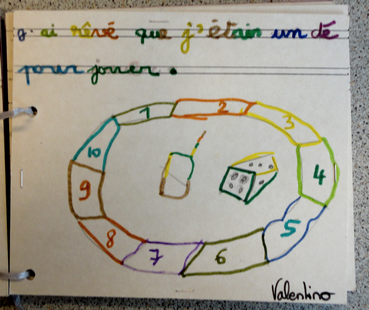 j'ai rêvé que j'étais un dé
pour jouer.
1 2 3
10 4
9 5
8 7 6
Valentino